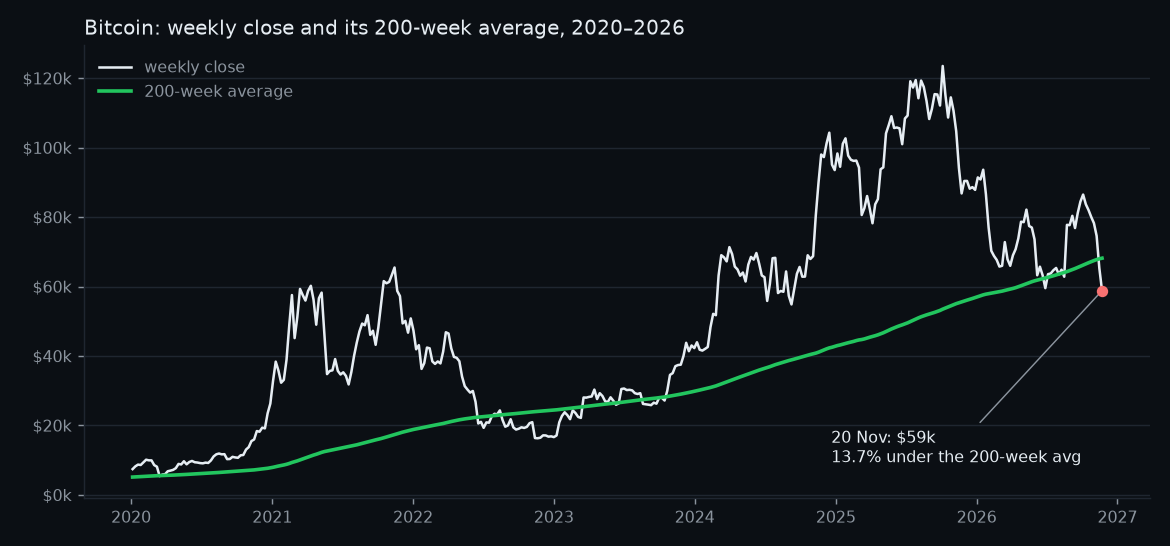 Bitcoin: weekly close and its 200-week average, 2020–2026
weekly close
200-week average
$120k
$100k
$80k
$60k
$40k
$20k
$0k
20 Nov: $59k
13.7% under the 200-week avg
2020 2021 2022 2023 2024 2025 2026 2027